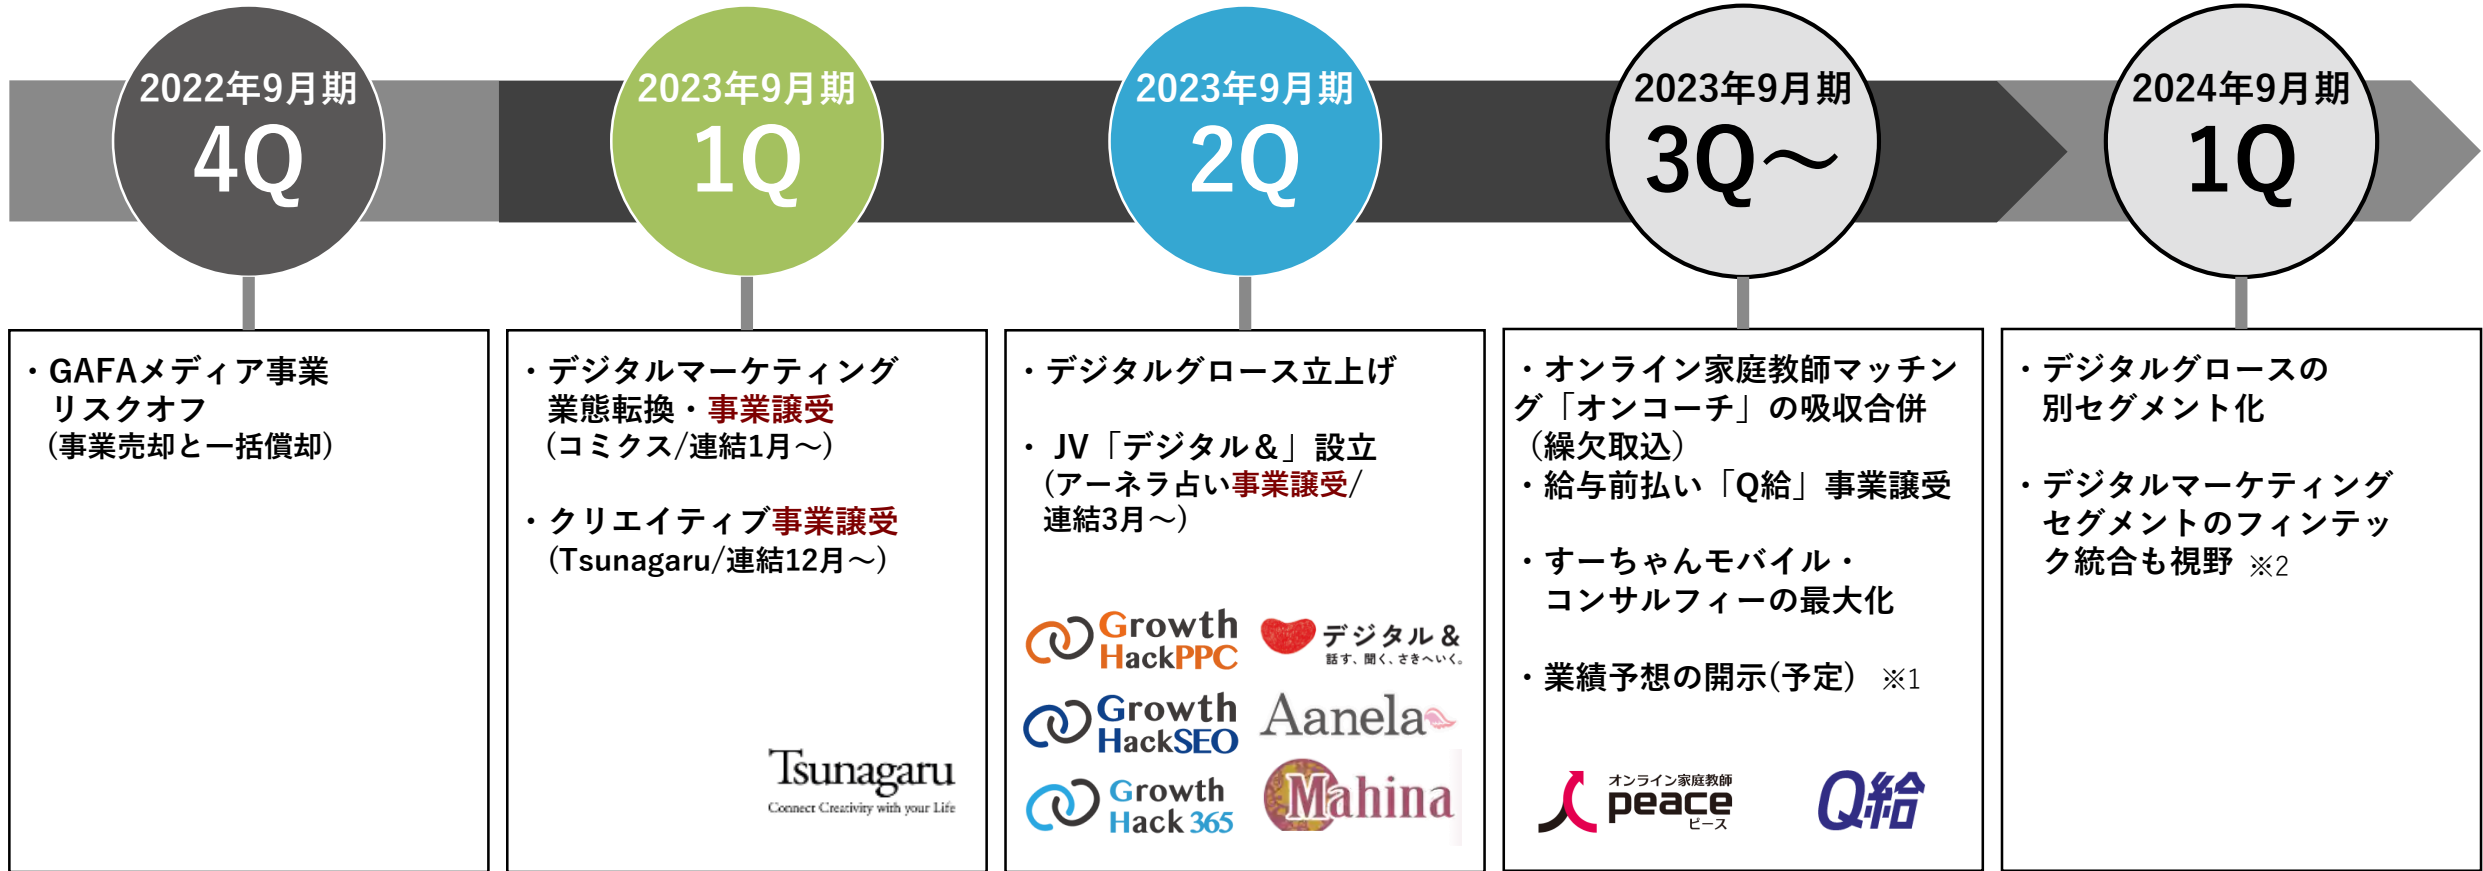 2022年9月期
4Q
2023年9月期
1Q
2023年9月期
2Q
2023年9月期
3Q～
2024年9月期
1Q
・GAFAメディア事業
リスクオフ
(事業売却と一括償却)
・デジタルマーケティング
業態転換・事業譲受
(コミクス/連結1月～)
・クリエイティブ事業譲受
(Tsunagaru/連結12月～)
Tsunagaru
Connect Creativity with your Life
・デジタルグロース立上げ
・JV「デジタル＆」設立
(アーネラ占い事業譲受/
連結3月～)
Growth
HackPPC
デジタル＆
話す、聞く、さきへいく。
Growth
HackSEO
Aanela
Growth
Hack 365
Mahina
・オンライン家庭教師マッチン
グ「オンコーチ」の吸収合併
（繰欠取込）
・給与前払い「Q給」事業譲受
・すーちゃんモバイル・
コンサルフィーの最大化
・業績予想の開示(予定) ※1
オンライン家庭教師
peace
ピース
Q給
・デジタルグロースの
別セグメント化
・デジタルマーケティング
セグメントのフィンテッ
ク統合も視野 ※2